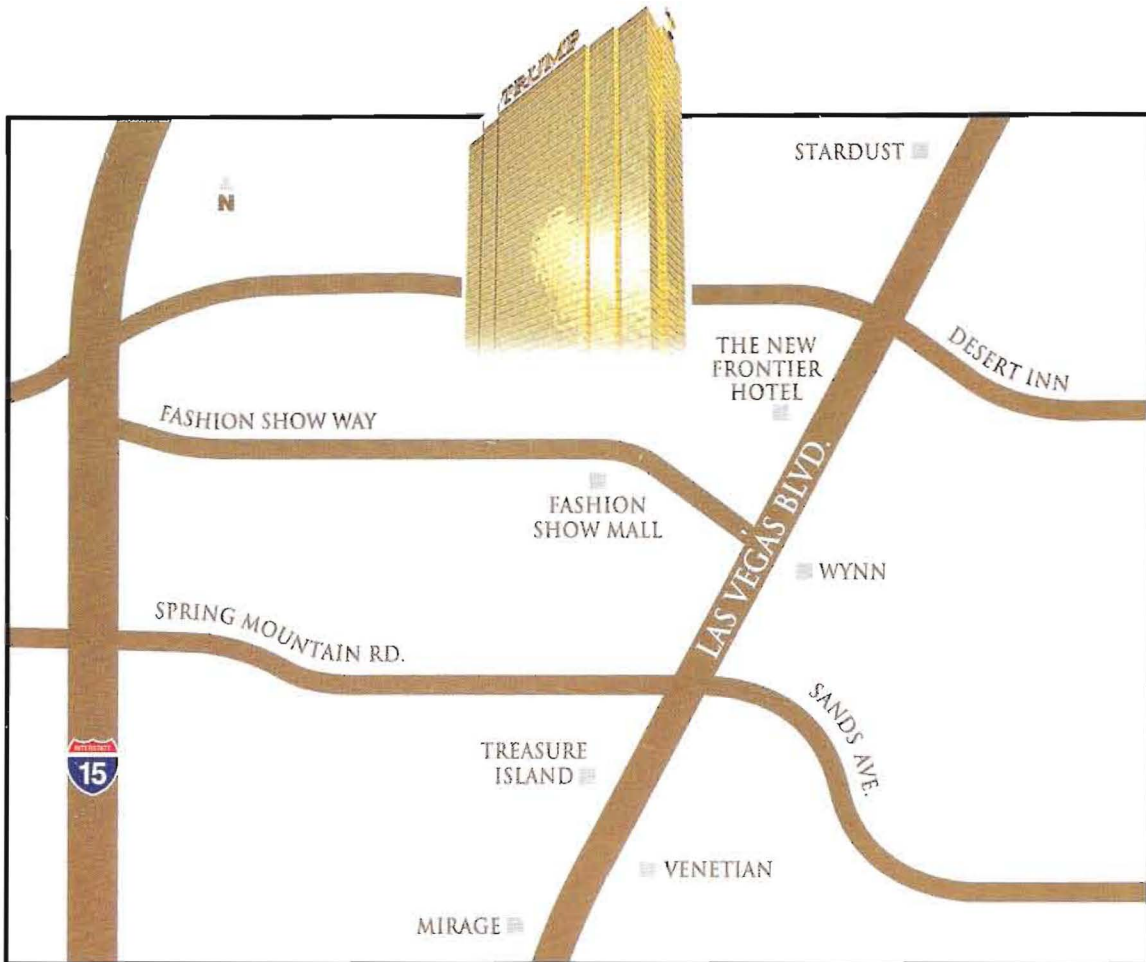 TRUMP
STARDUST
N
THE NEW
FRONTIER
HOTEL
DESERT INN
FASHION SHOW WAY
LAS VEGAS BLVD.
FASHION
SHOW MALL
WYNN
SPRING MOUNTAIN RD.
SANDS AVE.
TREASURE
ISLAND
INTERSTATE
15
VENETIAN
MIRAGE